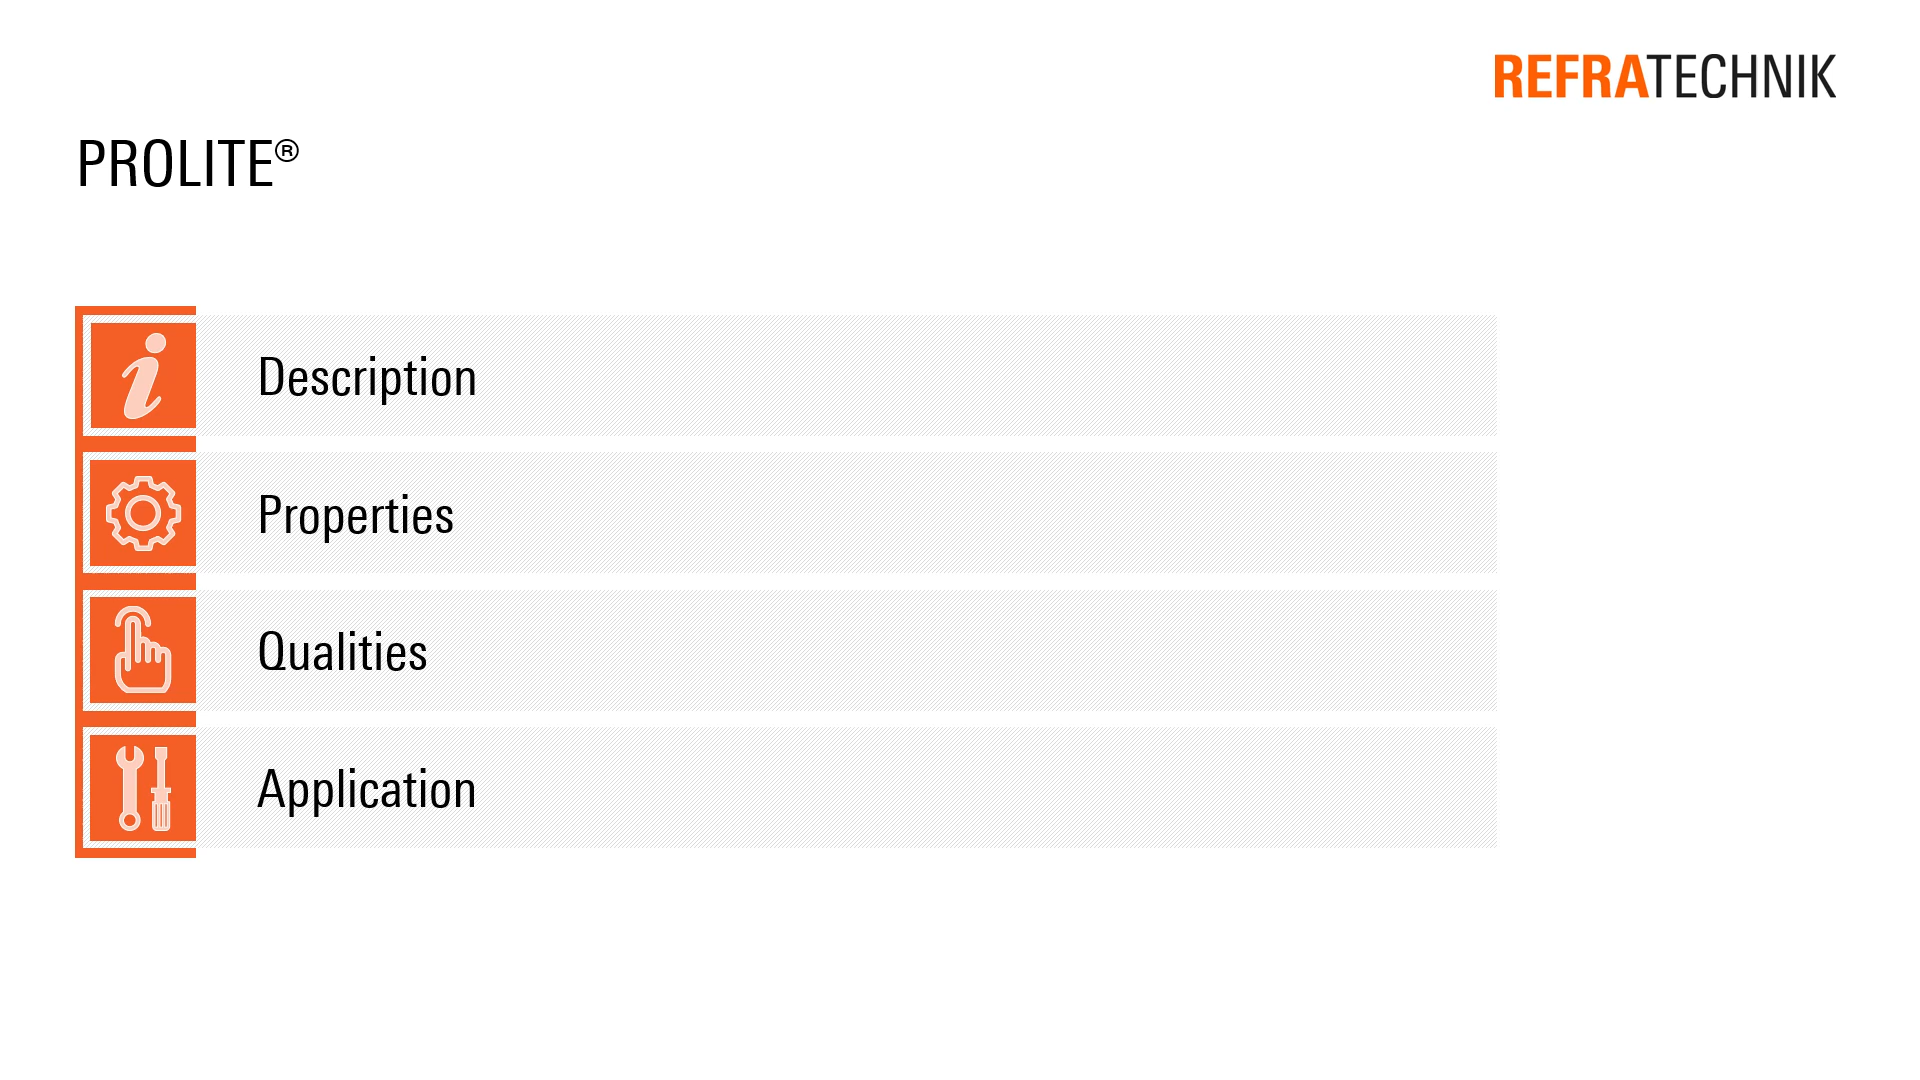 REFRATECHNIK
PROLITE®
Description
Properties
Qualities
Application